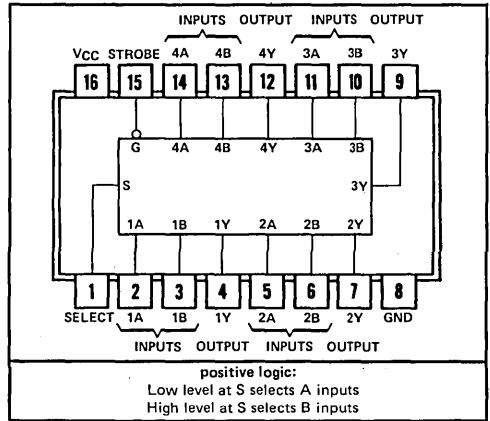 INPUTS OUTPUT INPUTS OUTPUT
VCC STROBE 4A 4B 4Y 3A 3B 3Y
16 15 14 13 12 11 10 9
G 4A 4B 4Y 3A 3B
S 3Y
1A 1B 1Y 2A 2B 2Y
1 2 3 4 5 6 7 8
SELECT 1A 1B 1Y 2A 2B 2Y GND
INPUTS OUTPUT INPUTS OUTPUT
positive logic:
Low level at S selects A inputs
High level at S selects B inputs